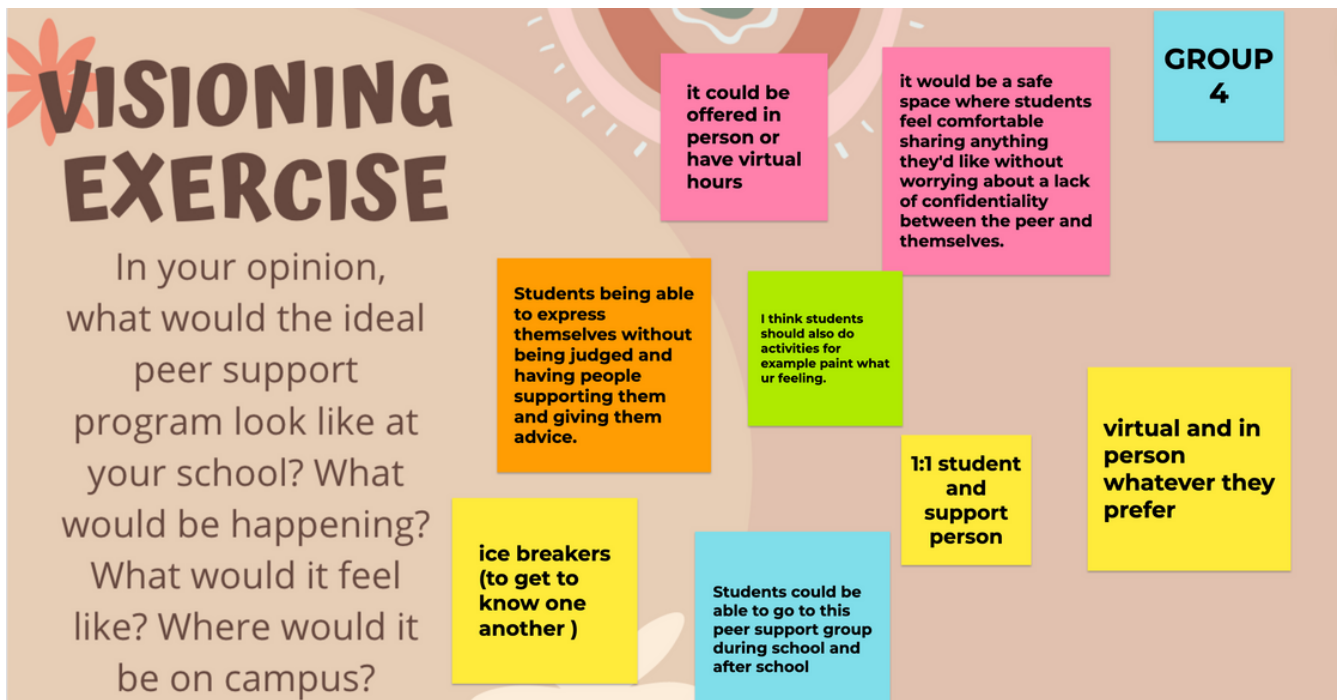 VISIONING
EXERCISE
In your opinion,
what would the ideal
peer support
program look like at
your school? What
would be happening?
What would it feel
like? Where would it
be on campus?
it could be
offered in
person or
have virtual
hours
it would be a safe
space where students
feel comfortable
sharing anything
they'd like without
worrying about a lack
of confidentiality
between the peer and
themselves.
GROUP
4
Students being able
to express
themselves without
being judged and
having people
supporting them
and giving them
advice.
I think students
should also do
activities for
example paint what
ur feeling.
1:1 student
and
support
person
virtual and in
person
whatever they
prefer
ice breakers
(to get to
know one
another )
Students could be
able to go to this
peer support group
during school and
after school